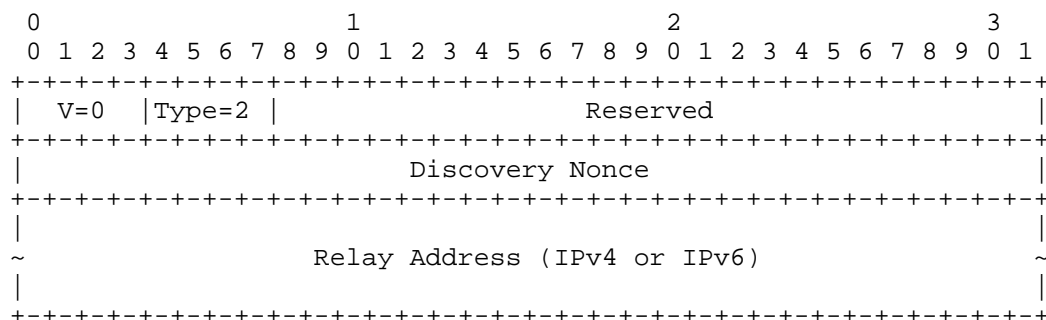 0                   1                   2                   3
 0 1 2 3 4 5 6 7 8 9 0 1 2 3 4 5 6 7 8 9 0 1 2 3 4 5 6 7 8 9 0 1
+-+-+-+-+-+-+-+-+-+-+-+-+-+-+-+-+-+-+-+-+-+-+-+-+-+-+-+-+-+-+-+-+
|  V=0  |Type=2 |                   Reserved                    |
+-+-+-+-+-+-+-+-+-+-+-+-+-+-+-+-+-+-+-+-+-+-+-+-+-+-+-+-+-+-+-+-+
|                        Discovery Nonce                        |
+-+-+-+-+-+-+-+-+-+-+-+-+-+-+-+-+-+-+-+-+-+-+-+-+-+-+-+-+-+-+-+-+
|                                                               |
~                  Relay Address (IPv4 or IPv6)                 ~
|                                                               |
+-+-+-+-+-+-+-+-+-+-+-+-+-+-+-+-+-+-+-+-+-+-+-+-+-+-+-+-+-+-+-+-+